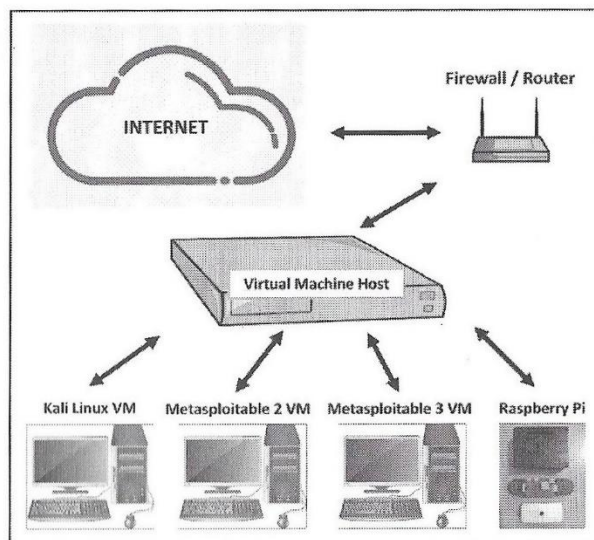 Firewall / Router
INTERNET
Virtual Machine Host
Kali Linux VM
Metasploitable 2 VM
Metasploitable 3 VM
Raspberry Pi